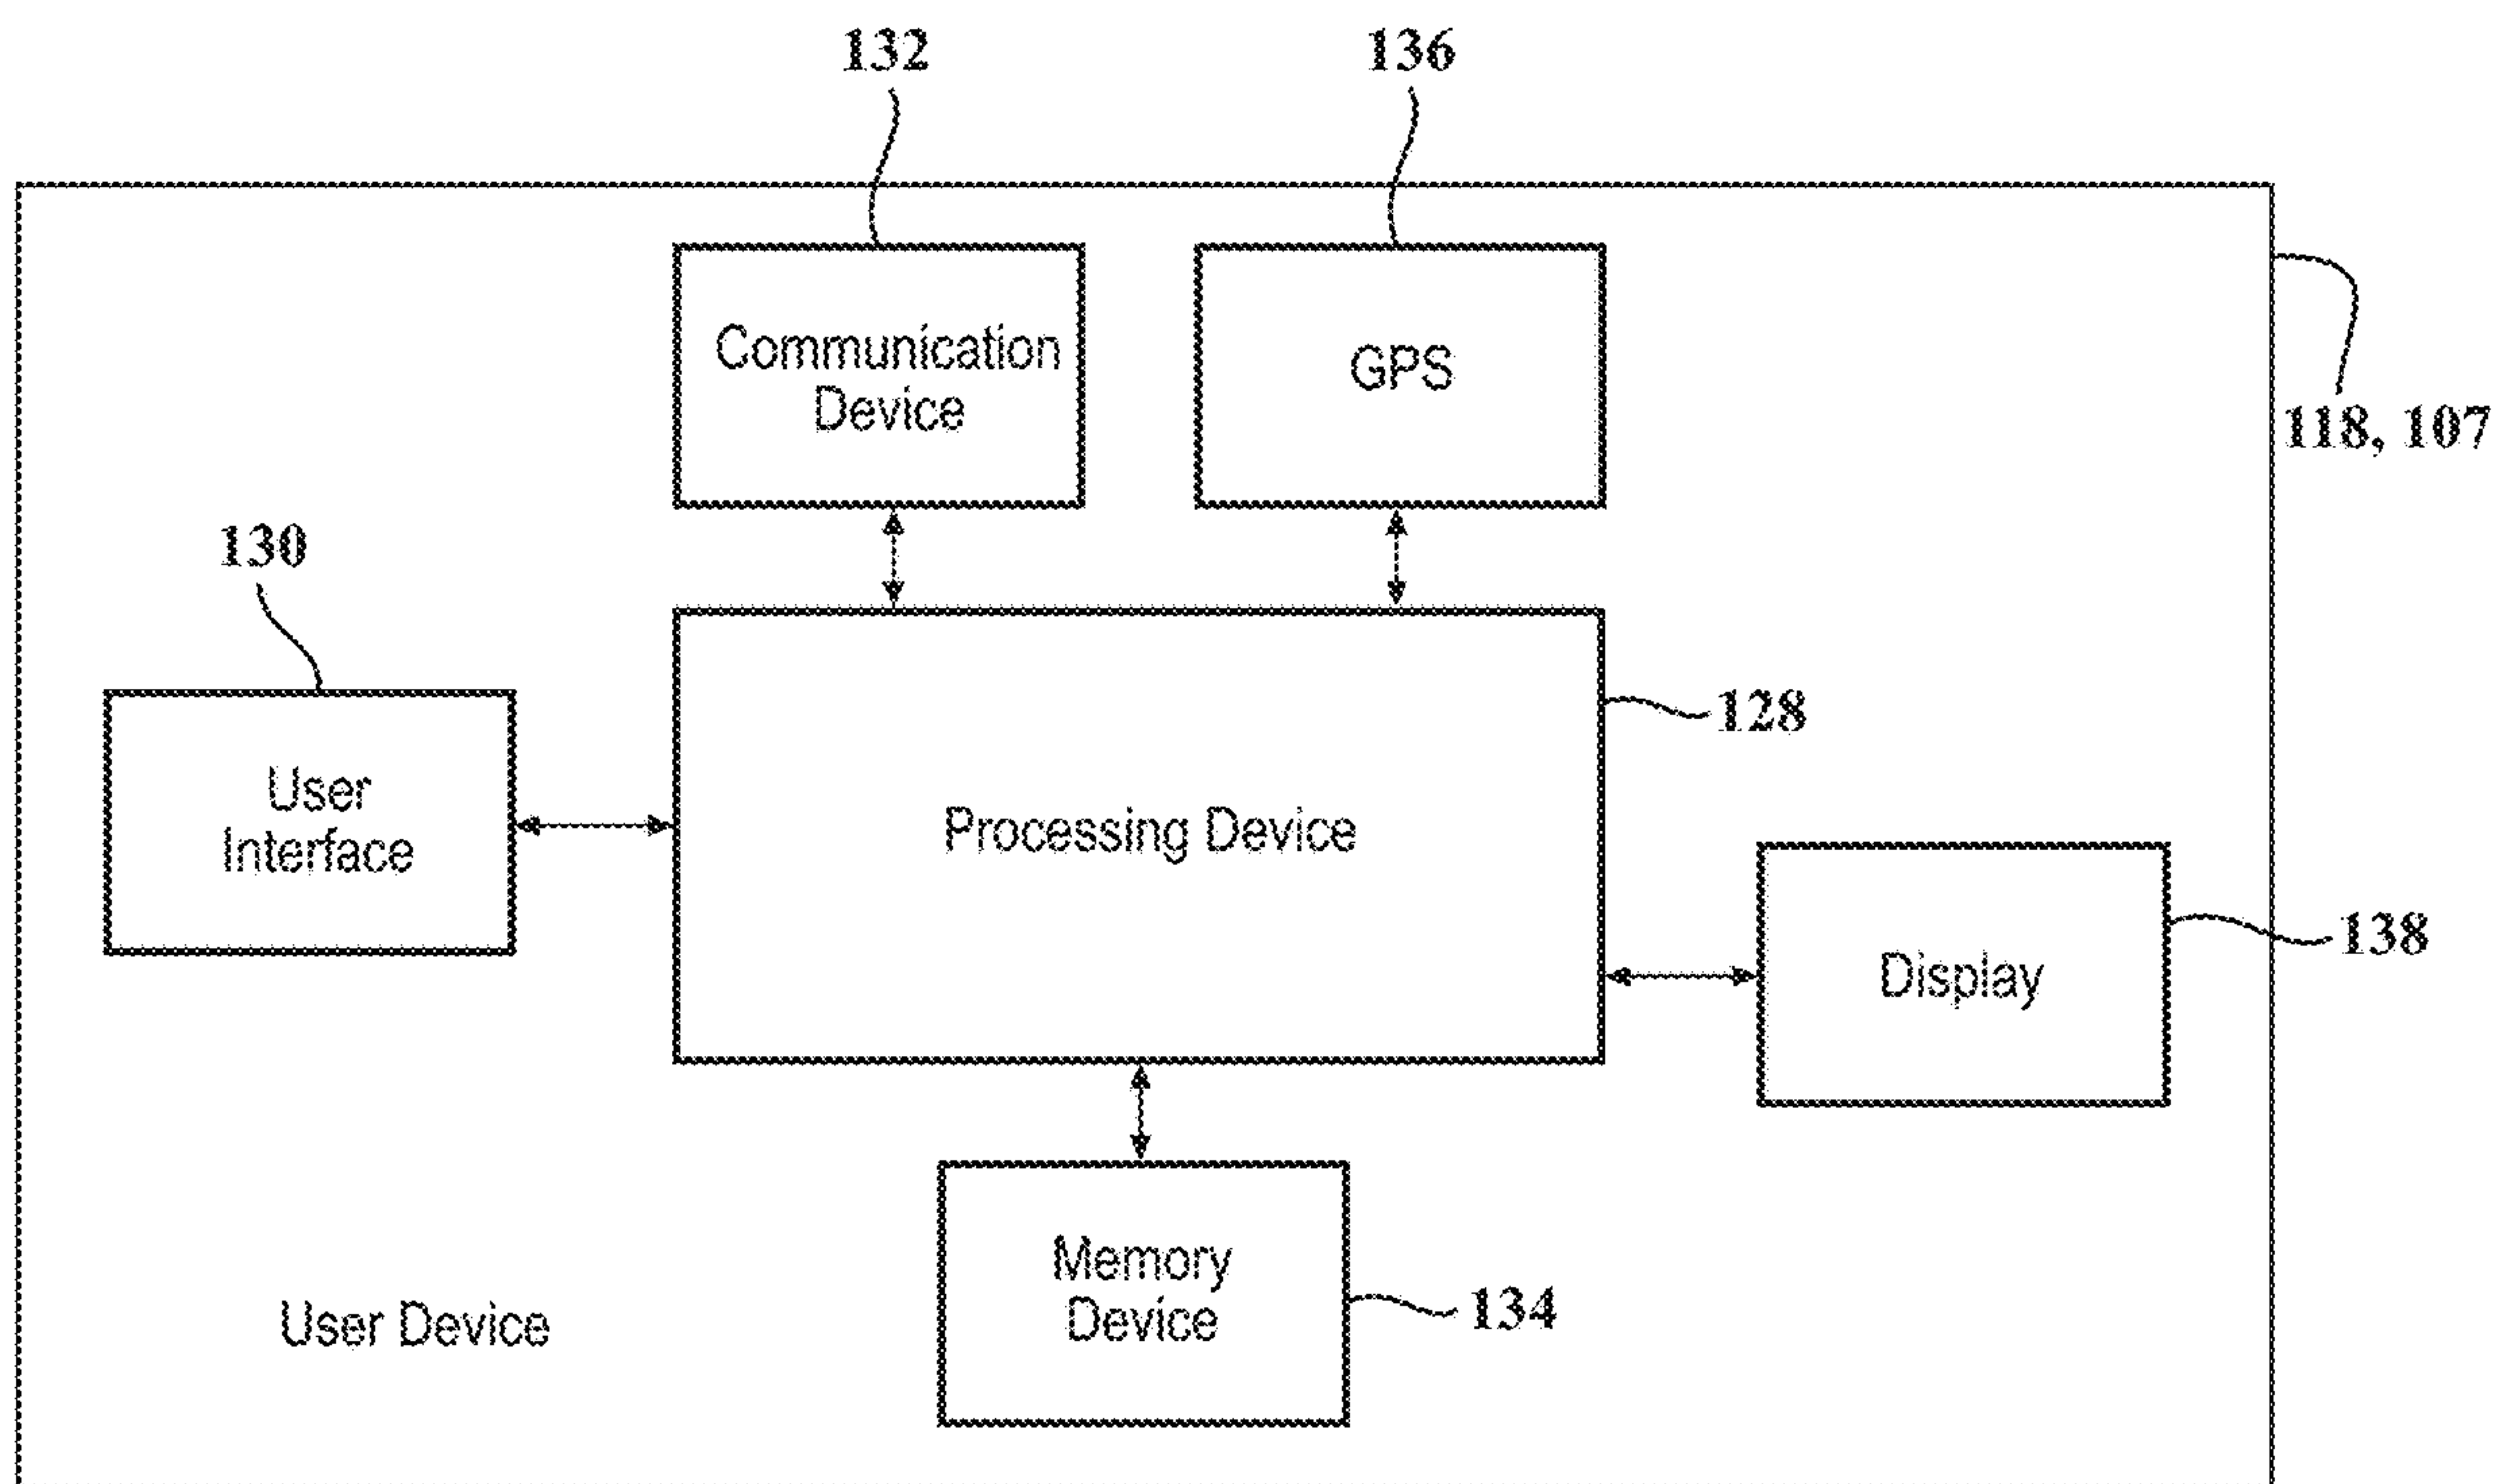 132
136
Communication
Device
GPS
118, 107
130
128
User
Interface
Processing Device
138
Display
Memory
Device
134
User Device